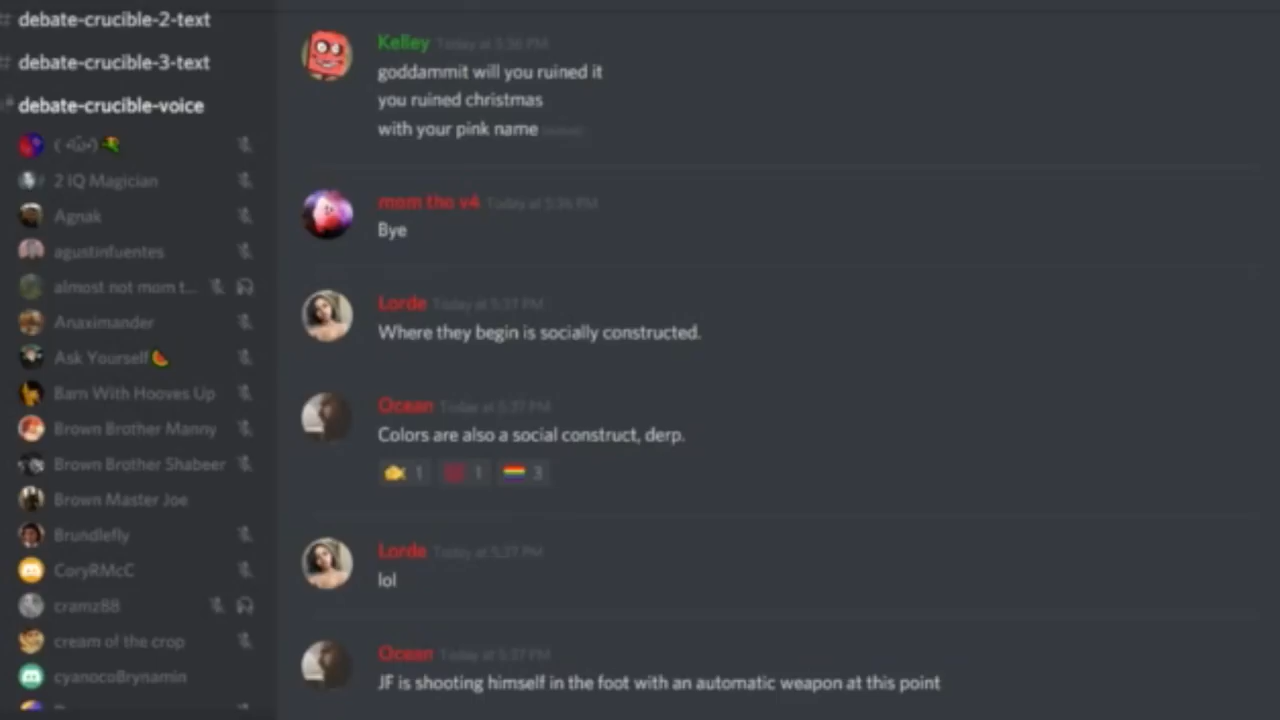 debate-crucible-2-text
debate-crucible-3-text
debate-crucible-voice
2 IQ Magician
Agnak
agustinfuentes
almost not mom t...
Anaximander
Ask Yourself
Barn With Hooves Up
Brown Brother Manny
Brown Brother Shabeer
Brown Master Joe
Brundlefly
CoryRMcC
cramz88
cream of the crop
cyanocoBrynamin
Kelley Today at 5:36 PM
goddammit will you ruined it
you ruined christmas
with your pink name
mom tho v4 Today at 5:36 PM
Bye
Lorde Today at 5:37 PM
Where they begin is socially constructed.
Ocean Today at 5:37 PM
Colors are also a social construct, derp.
1 1 3
Lorde Today at 5:37 PM
lol
Ocean Today at 5:37 PM
JF is shooting himself in the foot with an automatic weapon at this point